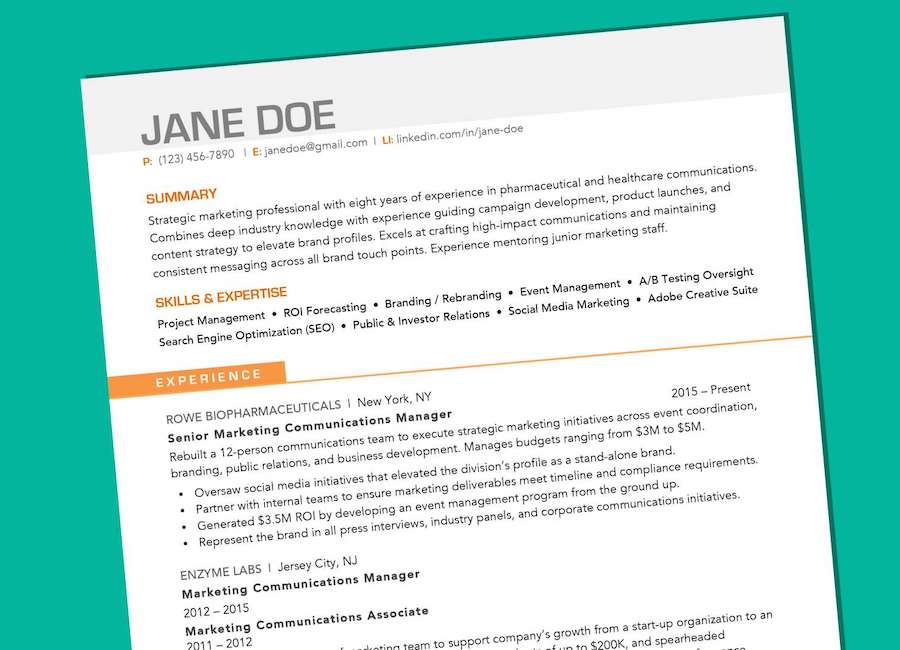 JANE DOE
P: (123) 456-7890 | E: janedoe@gmail.com | LI: linkedin.com/in/jane-doe
SUMMARY
Strategic marketing professional with eight years of experience in pharmaceutical and healthcare communications.
Combines deep industry knowledge with experience guiding campaign development, product launches, and
content strategy to elevate brand profiles. Excels at crafting high-impact communications and maintaining
consistent messaging across all brand touch points. Experience mentoring junior marketing staff.
SKILLS & EXPERTISE
Project Management • ROI Forecasting • Branding / Rebranding • Event Management • A/B Testing Oversight
Search Engine Optimization (SEO) • Public & Investor Relations • Social Media Marketing • Adobe Creative Suite
EXPERIENCE
ROWE BIOPHARMACEUTICALS | New York, NY 2015 – Present
Senior Marketing Communications Manager
Rebuilt a 12-person communications team to execute strategic marketing initiatives across event coordination,
branding, public relations, and business development. Manages budgets ranging from $3M to $5M.
• Oversaw social media initiatives that elevated the division's profile as a stand-alone brand.
• Partner with internal teams to ensure marketing deliverables meet timeline and compliance requirements.
• Generated $3.5M ROI by developing an event management program from the ground up.
• Represent the brand in all press interviews, industry panels, and corporate communications initiatives.
ENZYME LABS | Jersey City, NJ
Marketing Communications Manager
2012 – 2015
Marketing Communications Associate
2011 – 2012
marketing team to support company's growth from a start-up organization to an
of up to $200K, and spearheaded